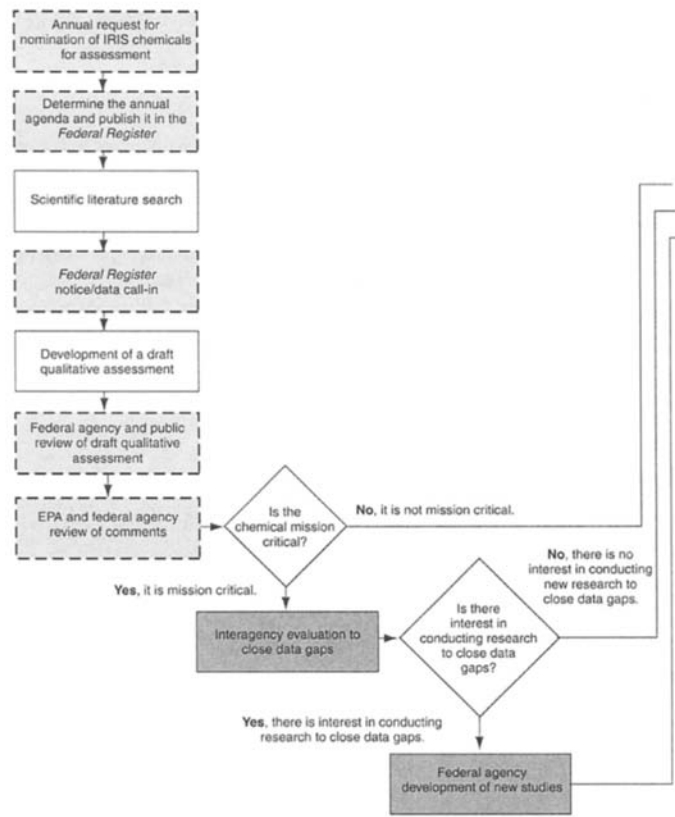 Annual request for
nomination of IRIS chemicals
for assessment
Determine the annual
agenda and publish it in the
Federal Register
Scientific literature search
Federal Register
notice/data call-in
Development of a draft
qualitative assessment
Federal agency and public
review of draft qualitative
assessment
EPA and federal agency
review of comments
Is the
chemical mission
critical?
No, it is not mission critical.
Yes, it is mission critical.
Interagency evaluation to
close data gaps
Is there
interest in
conducting research
to close data
gaps?
No, there is no
interest in conducting
new research to
close data gaps.
Yes, there is interest in conducting
research to close data gaps.
Federal agency
development of new studies